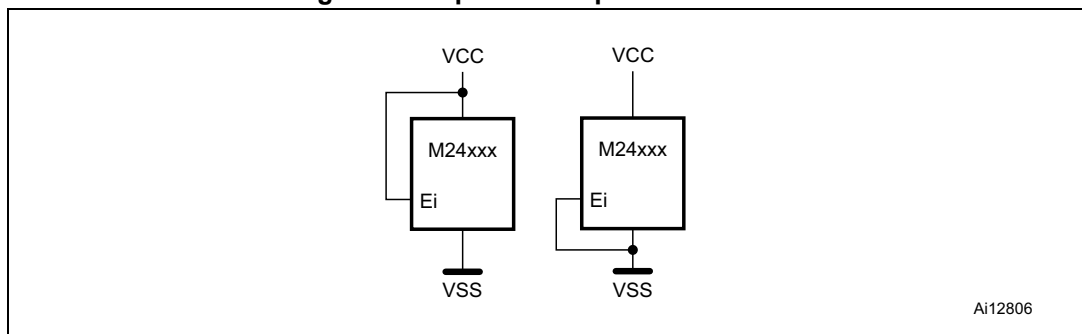 VCC VCC
M24xxx M24xxx
Ei Ei
VSS VSS
Ai12806